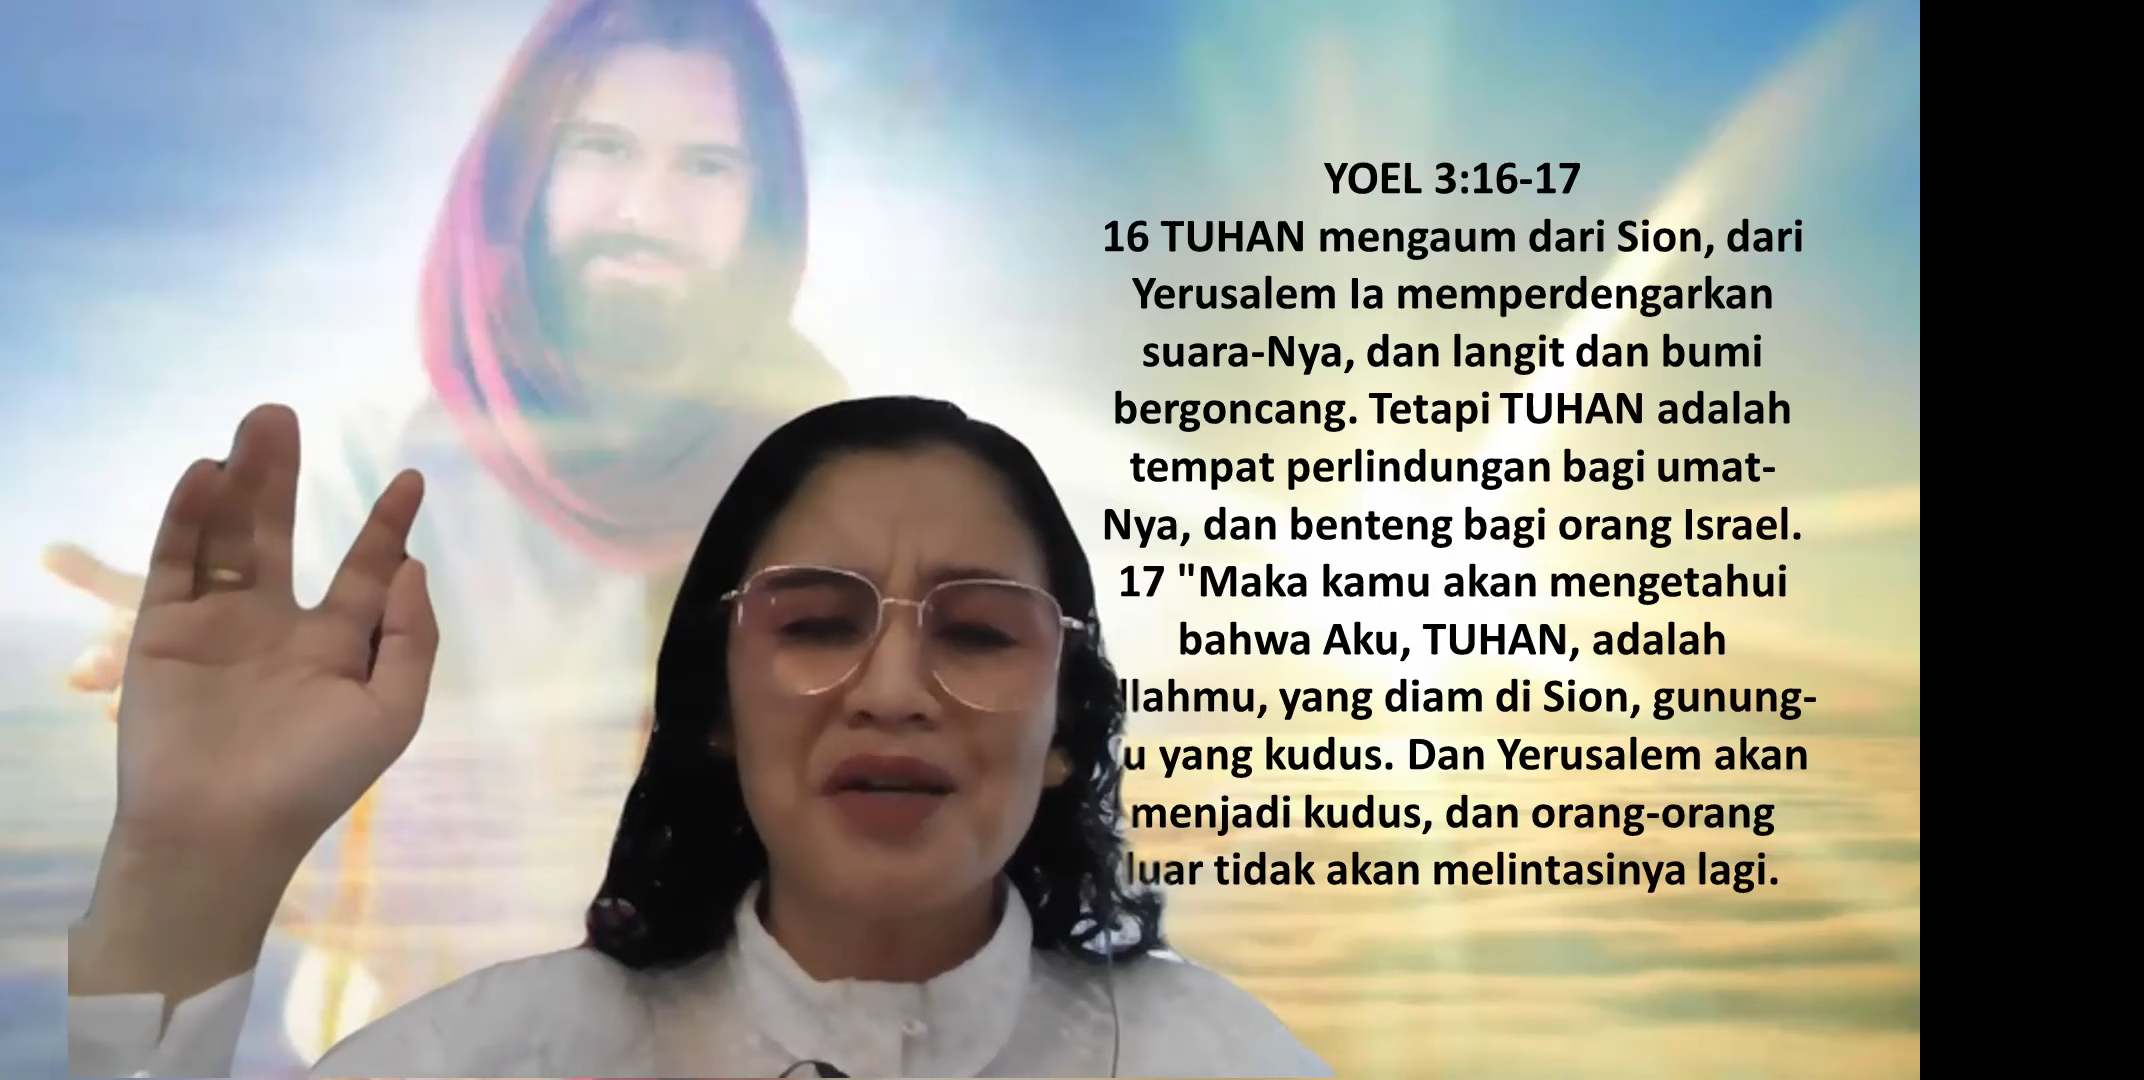 YOEL 3:16-17
16 TUHAN mengaum dari Sion, dari
Yerusalem Ia memperdengarkan
suara-Nya, dan langit dan bumi
bergoncang. Tetapi TUHAN adalah
tempat perlindungan bagi umat-
Nya, dan benteng bagi orang Israel.
17 "Maka kamu akan mengetahui
bahwa Aku, TUHAN, adalah
llahmu, yang diam di Sion, gunung-
u yang kudus. Dan Yerusalem akan
menjadi kudus, dan orang-orang
luar tidak akan melintasinya lagi.